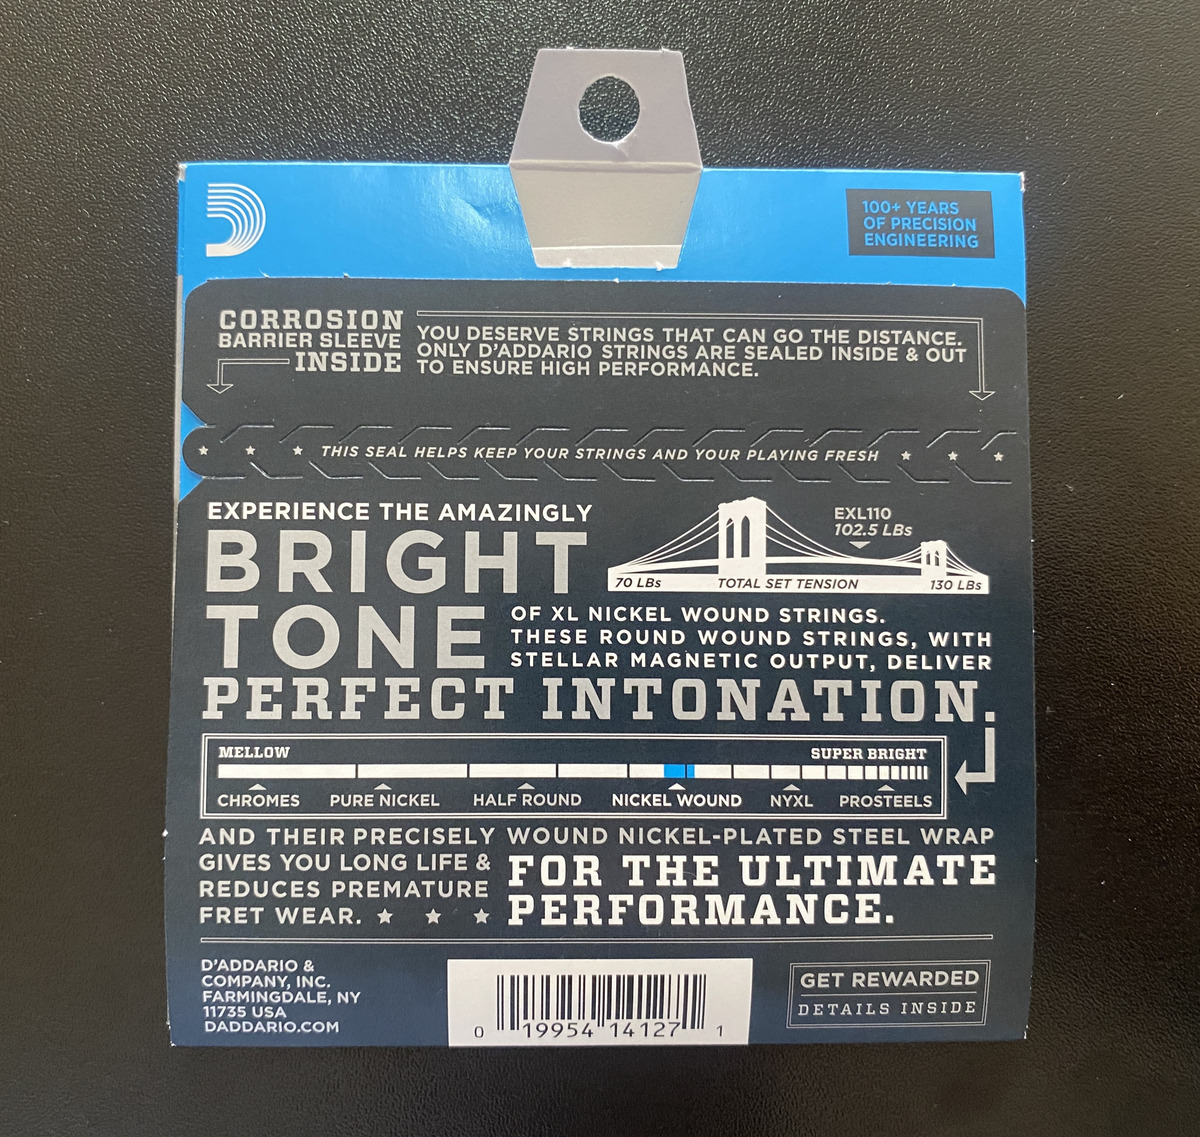 100+ YEARS
OF PRECISION
ENGINEERING
CORROSION
BARRIER SLEEVE
INSIDE
YOU DESERVE STRINGS THAT CAN GO THE DISTANCE.
ONLY D'ADDARIO STRINGS ARE SEALED INSIDE & OUT
TO ENSURE HIGH PERFORMANCE.
THIS SEAL HELPS KEEP YOUR STRINGS AND YOUR PLAYING FRESH
EXPERIENCE THE AMAZINGLY
BRIGHT
TONE
EXL110
102.5 LBs
70 LBs TOTAL SET TENSION 130 LBs
OF XL NICKEL WOUND STRINGS.
THESE ROUND WOUND STRINGS, WITH
STELLAR MAGNETIC OUTPUT, DELIVER
PERFECT INTONATION.
MELLOW SUPER BRIGHT
CHROMES PURE NICKEL HALF ROUND NICKEL WOUND NYXL PROSTEELS
AND THEIR PRECISELY WOUND NICKEL-PLATED STEEL WRAP
GIVES YOU LONG LIFE &
REDUCES PREMATURE
FRET WEAR.
FOR THE ULTIMATE
PERFORMANCE.
D'ADDARIO &
COMPANY, INC.
FARMINGDALE, NY
11735 USA
DADDARIO.COM
0 19954 14127 1
GET REWARDED
DETAILS INSIDE